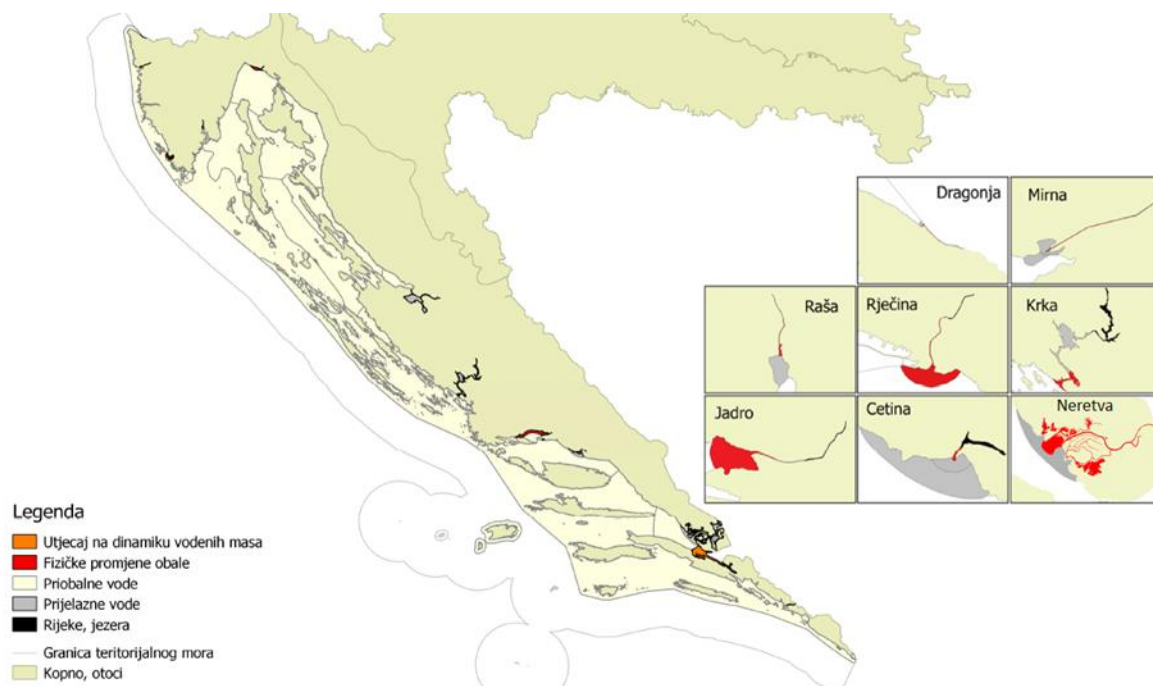 Dragonja
Mirna
Raša
Rječina
Krka
Jadro
Cetina
Neretva
Legenda
Utjecaj na dinamiku vodenih masa
Fizičke promjene obale
Priobalne vode
Prijelazne vode
Rijeke, jezera
Granica teritorijalnog mora
Kopno, otoci